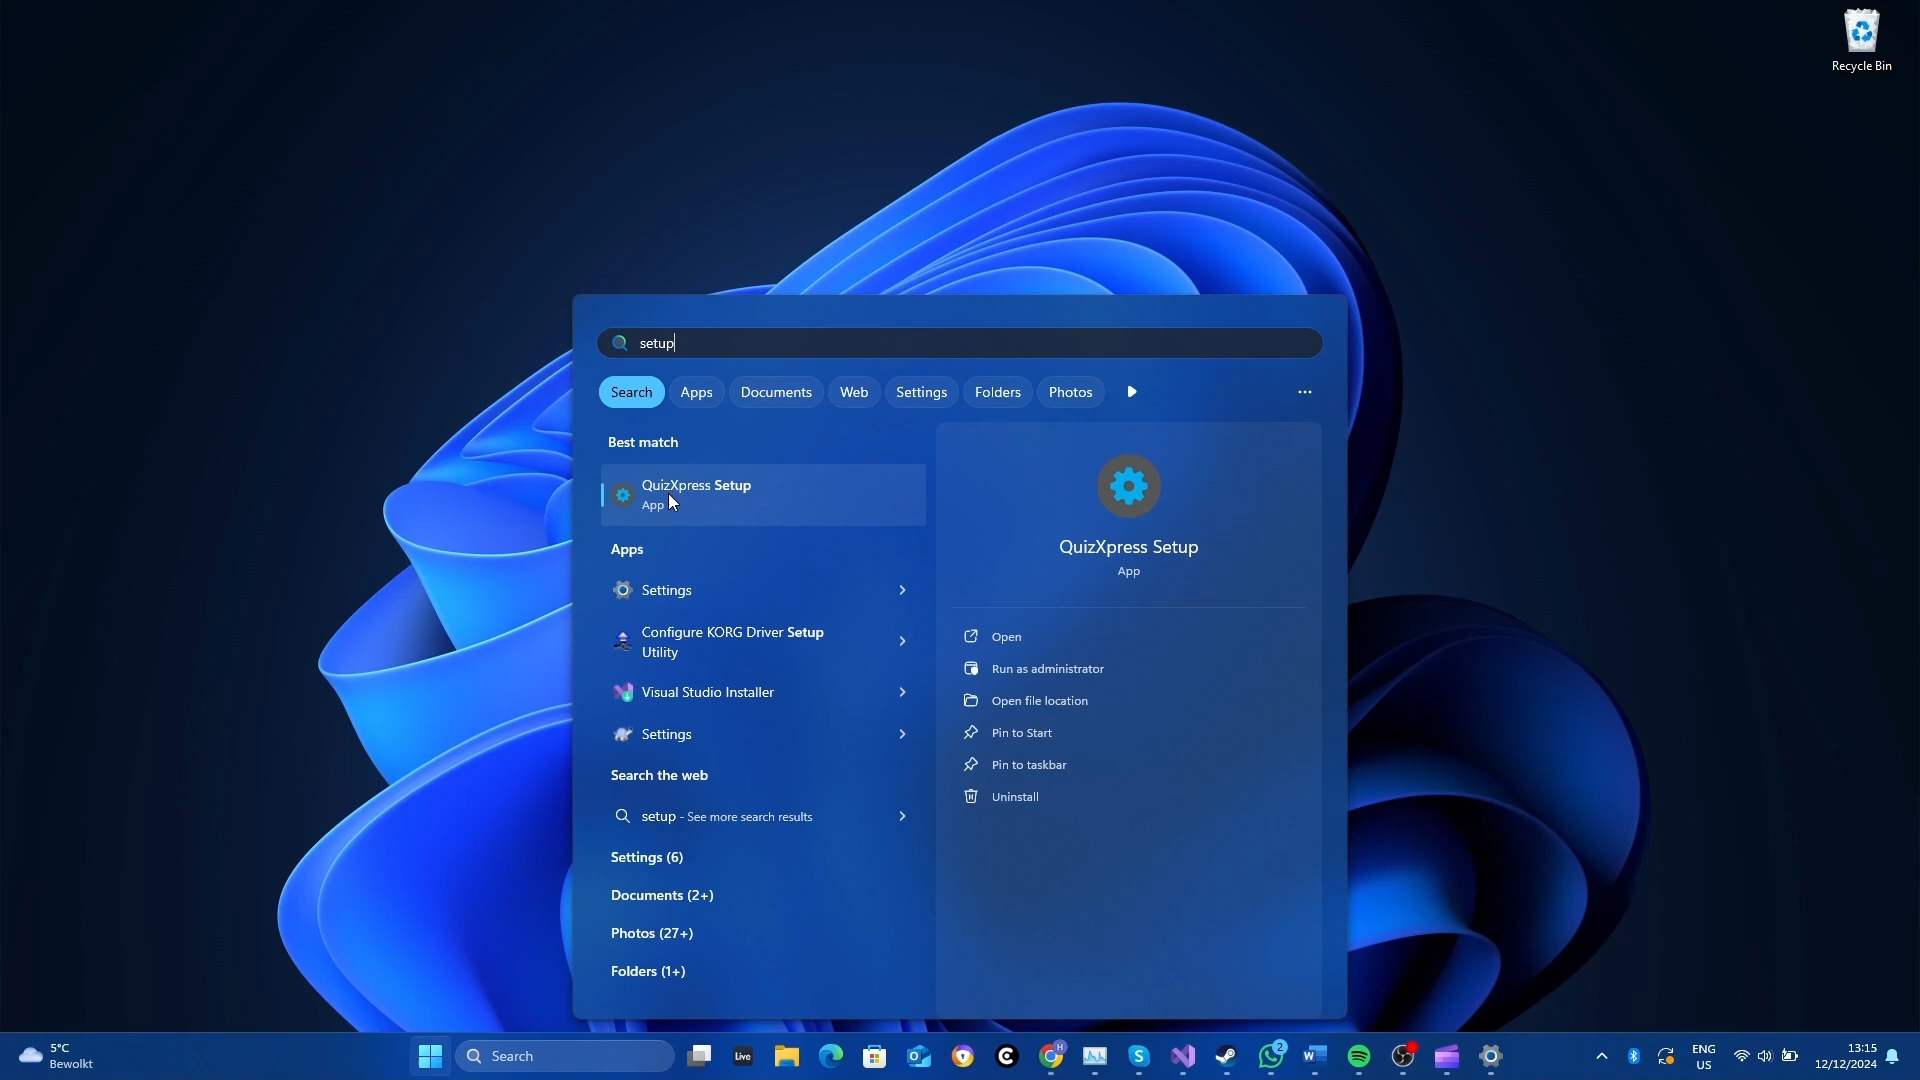 Recycle Bin
setup
Search Apps Documents Web Settings Folders Photos
Best match
QuizXpress Setup
App
Apps
Settings
Configure KORG Driver Setup
Utility
Visual Studio Installer
Settings
Search the web
setup - See more search results
Settings (6)
Documents (2+)
Photos (27+)
Folders (1+)
QuizXpress Setup
App
Open
Run as administrator
Open file location
Pin to Start
Pin to taskbar
Uninstall
5°C
Bewolkt
Search
Live
H
2
ENG
US
13:15
12/12/2024